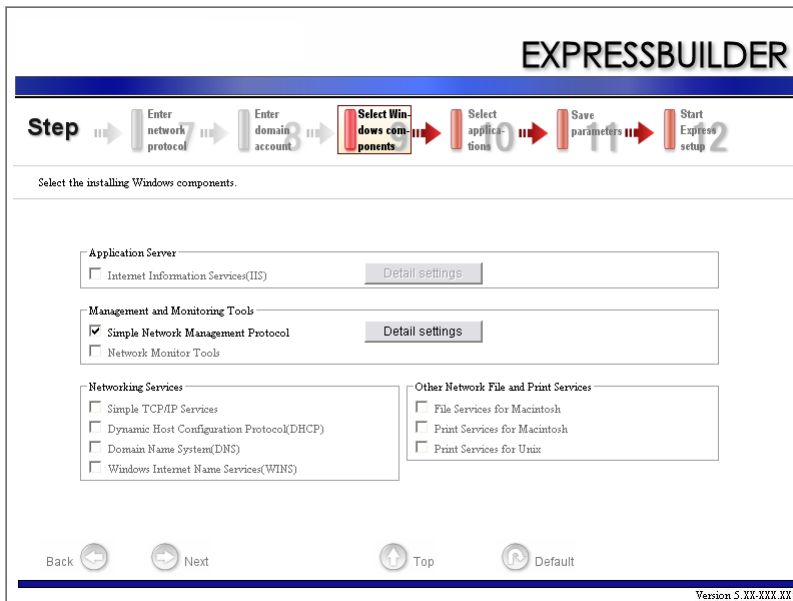 EXPRESSBUILDER
Step
Enter
network
protocol
7
Enter
domain
account
8
Select Win-
dows com-
ponents
9
Select
applica-
tions
10
Save
parameters
11
Start
Express
setup
12
Select the installing Windows components.
Application Server
Internet Information Services(IIS)
Detail settings
Management and Monitoring Tools
Simple Network Management Protocol
Detail settings
Network Monitor Tools
Networking Services
Simple TCP/IP Services
Dynamic Host Configuration Protocol(DHCP)
Domain Name System(DNS)
Windows Internet Name Services(WINS)
Other Network File and Print Services
File Services for Macintosh
Print Services for Macintosh
Print Services for Unix
Back
Next
Top
Default
Version 5.XX-XXX.XX